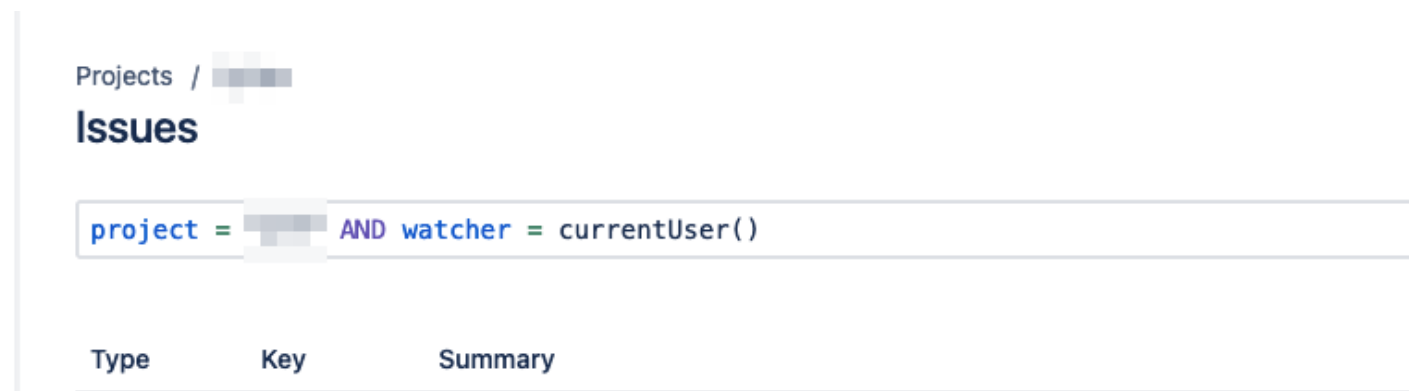 Projects /
Issues
project = AND watcher = currentUser()
Type Key Summary